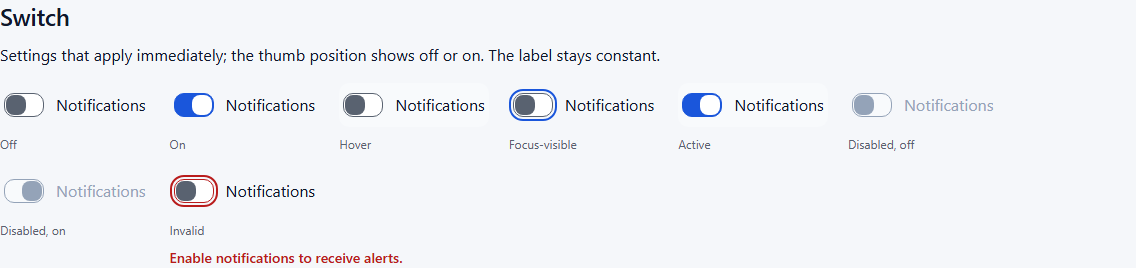 Switch
Settings that apply immediately; the thumb position shows off or on. The label stays constant.
Notifications Notifications Notifications Notifications Notifications Notifications
Off On Hover Focus-visible Active Disabled, off
Notifications Notifications
Disabled, on Invalid
Enable notifications to receive alerts.